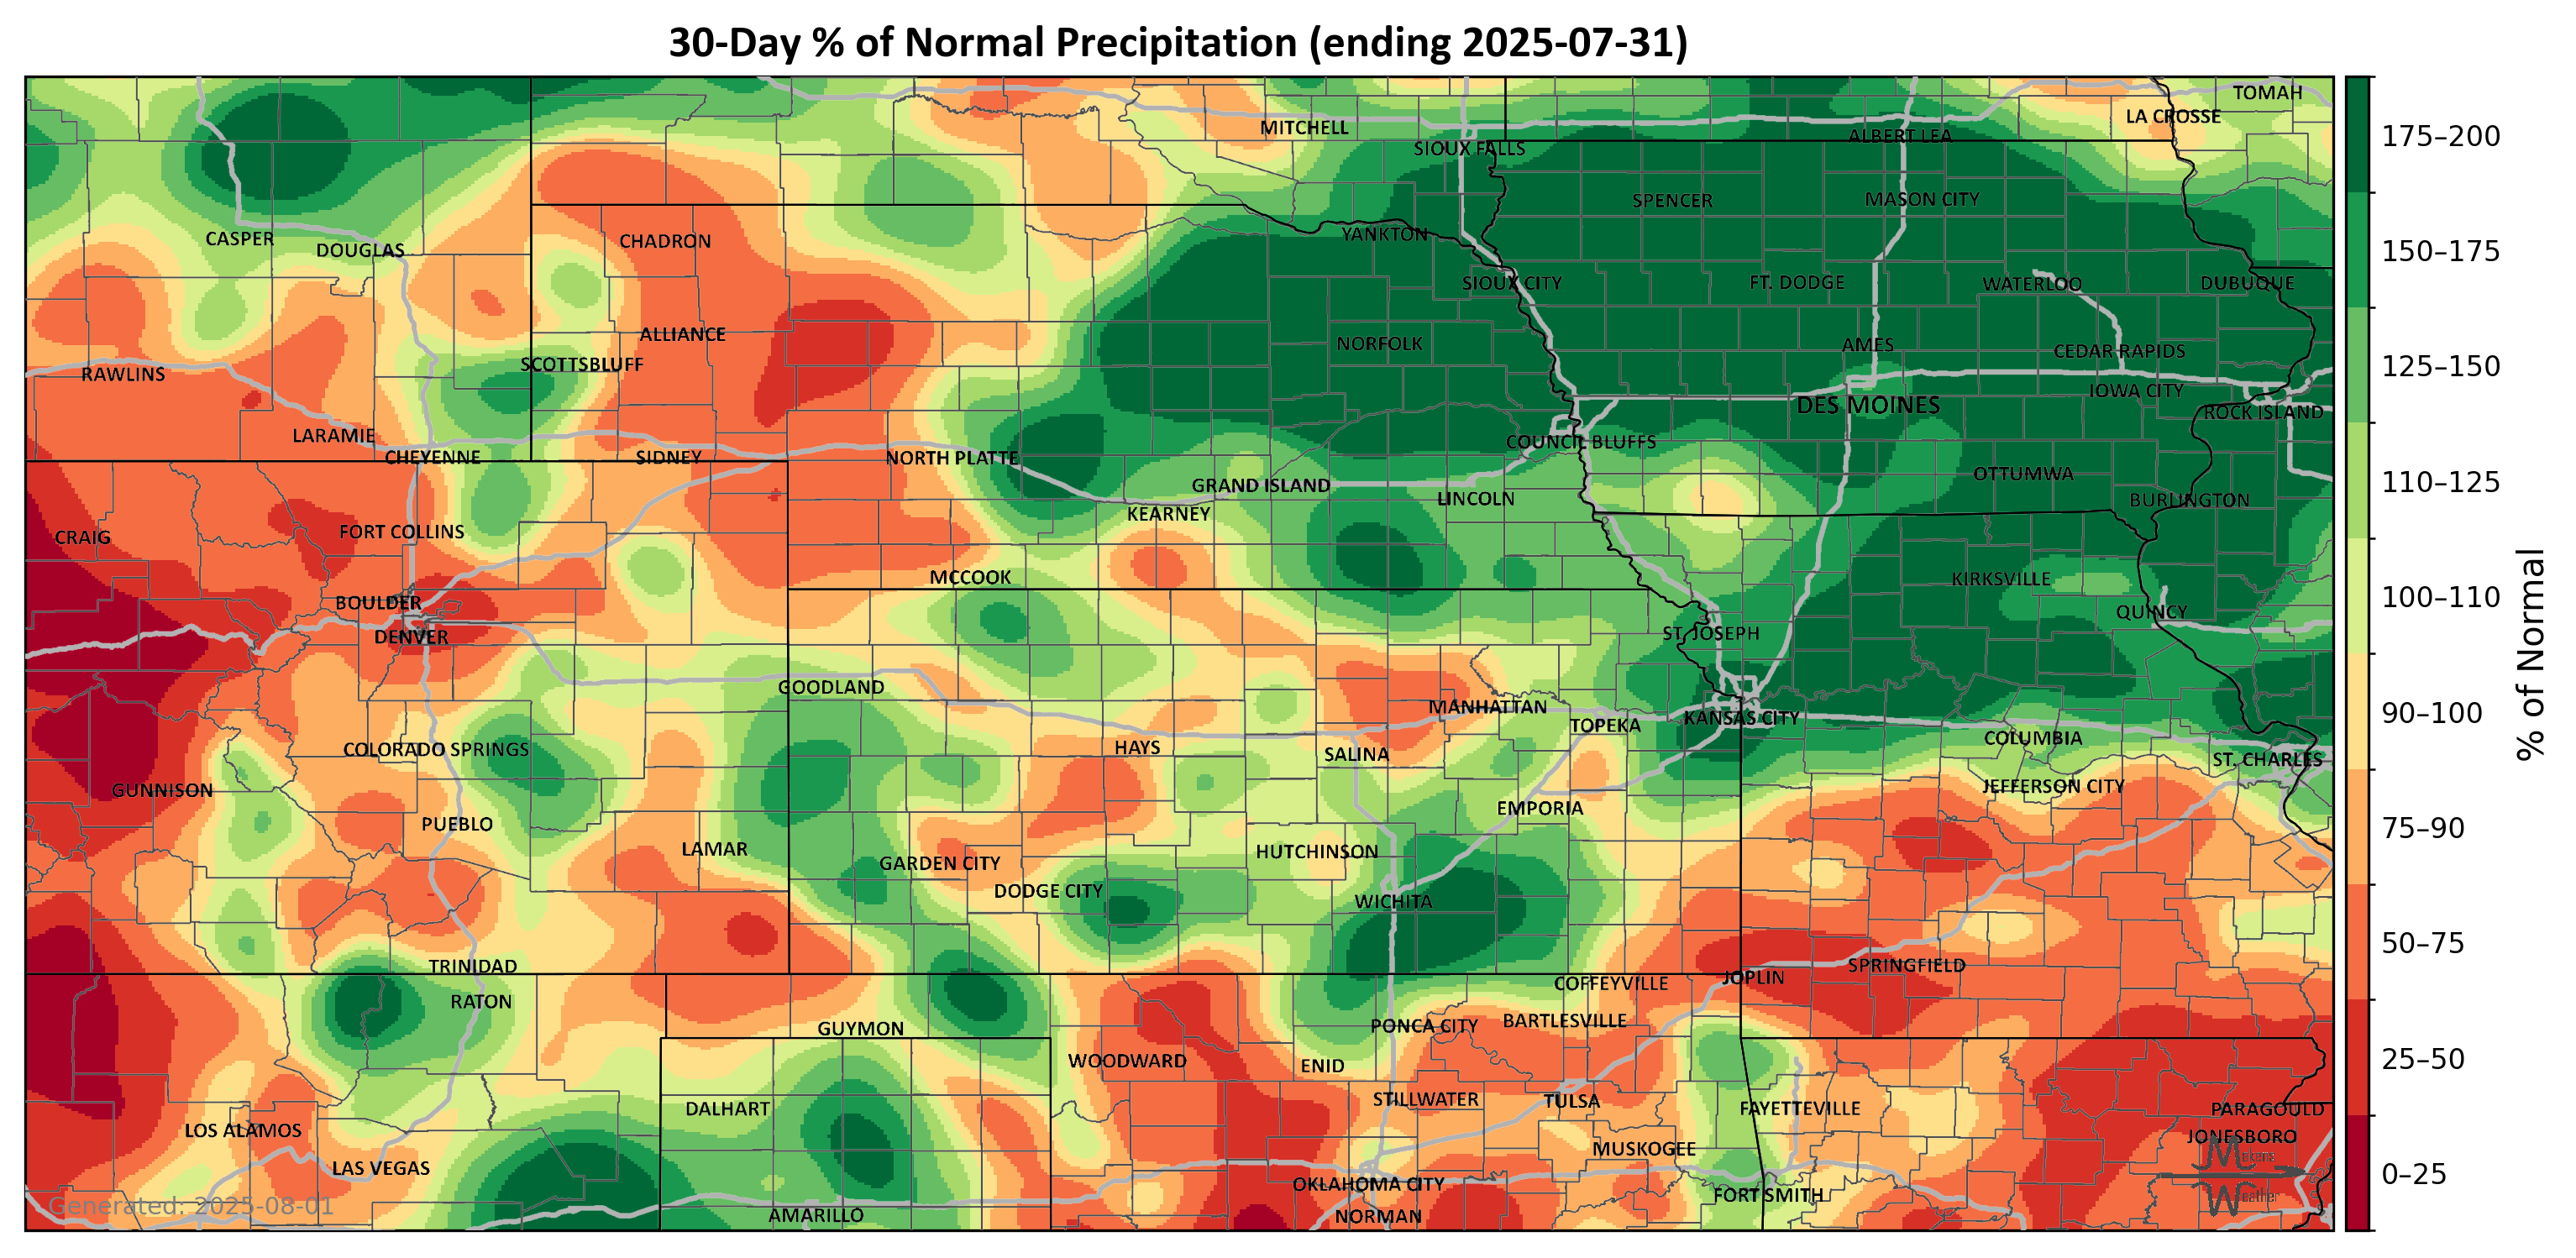 30-Day % of Normal Precipitation (ending 2025-07-31)
TOMAH
LA CROSSE
MITCHELL
ALBERT LEA
SIOUX FALLS
SPENCER
MASON CITY
YANKTON
CASPER
DOUGLAS
CHADRON
SIOUX CITY
FT. DODGE
WATERLOO
DUBUQUE
ALLIANCE
NORFOLK
AMES
CEDAR RAPIDS
SCOTTSBLUFF
RAWLINS
IOWA CITY
DES MOINES
ROCK ISLAND
LARAMIE
COUNCIL BLUFFS
CHEYENNE
SIDNEY
NORTH PLATTE
OTTUMWA
GRAND ISLAND
LINCOLN
BURLINGTON
KEARNEY
CRAIG
FORT COLLINS
MCCOOK
KIRKSVILLE
BOULDER
QUINCY
DENVER
ST. JOSEPH
GOODLAND
MANHATTAN
KANSAS CITY
TOPEKA
COLUMBIA
COLORADO SPRINGS
HAYS
SALINA
ST. CHARLES
GUNNISON
JEFFERSON CITY
EMPORIA
PUEBLO
LAMAR
HUTCHINSON
GARDEN CITY
DODGE CITY
WICHITA
TRINIDAD
SPRINGFIELD
JOPLIN
COFFEYVILLE
RATON
BARTLESVILLE
PONCA CITY
GUYMON
WOODWARD
ENID
STILLWATER
TULSA
DALHART
FAYETTEVILLE
PARAGOULD
LOS ALAMOS
JONESBORO
MUSKOGEE
LAS VEGAS
OKLAHOMA CITY
FORT SMITH
AMARILLO
NORMAN
Generated: 2025-08-01
Weather
175–200
150–175
125–150
110–125
100–110
90–100
75–90
50–75
25–50
0–25
% of Normal